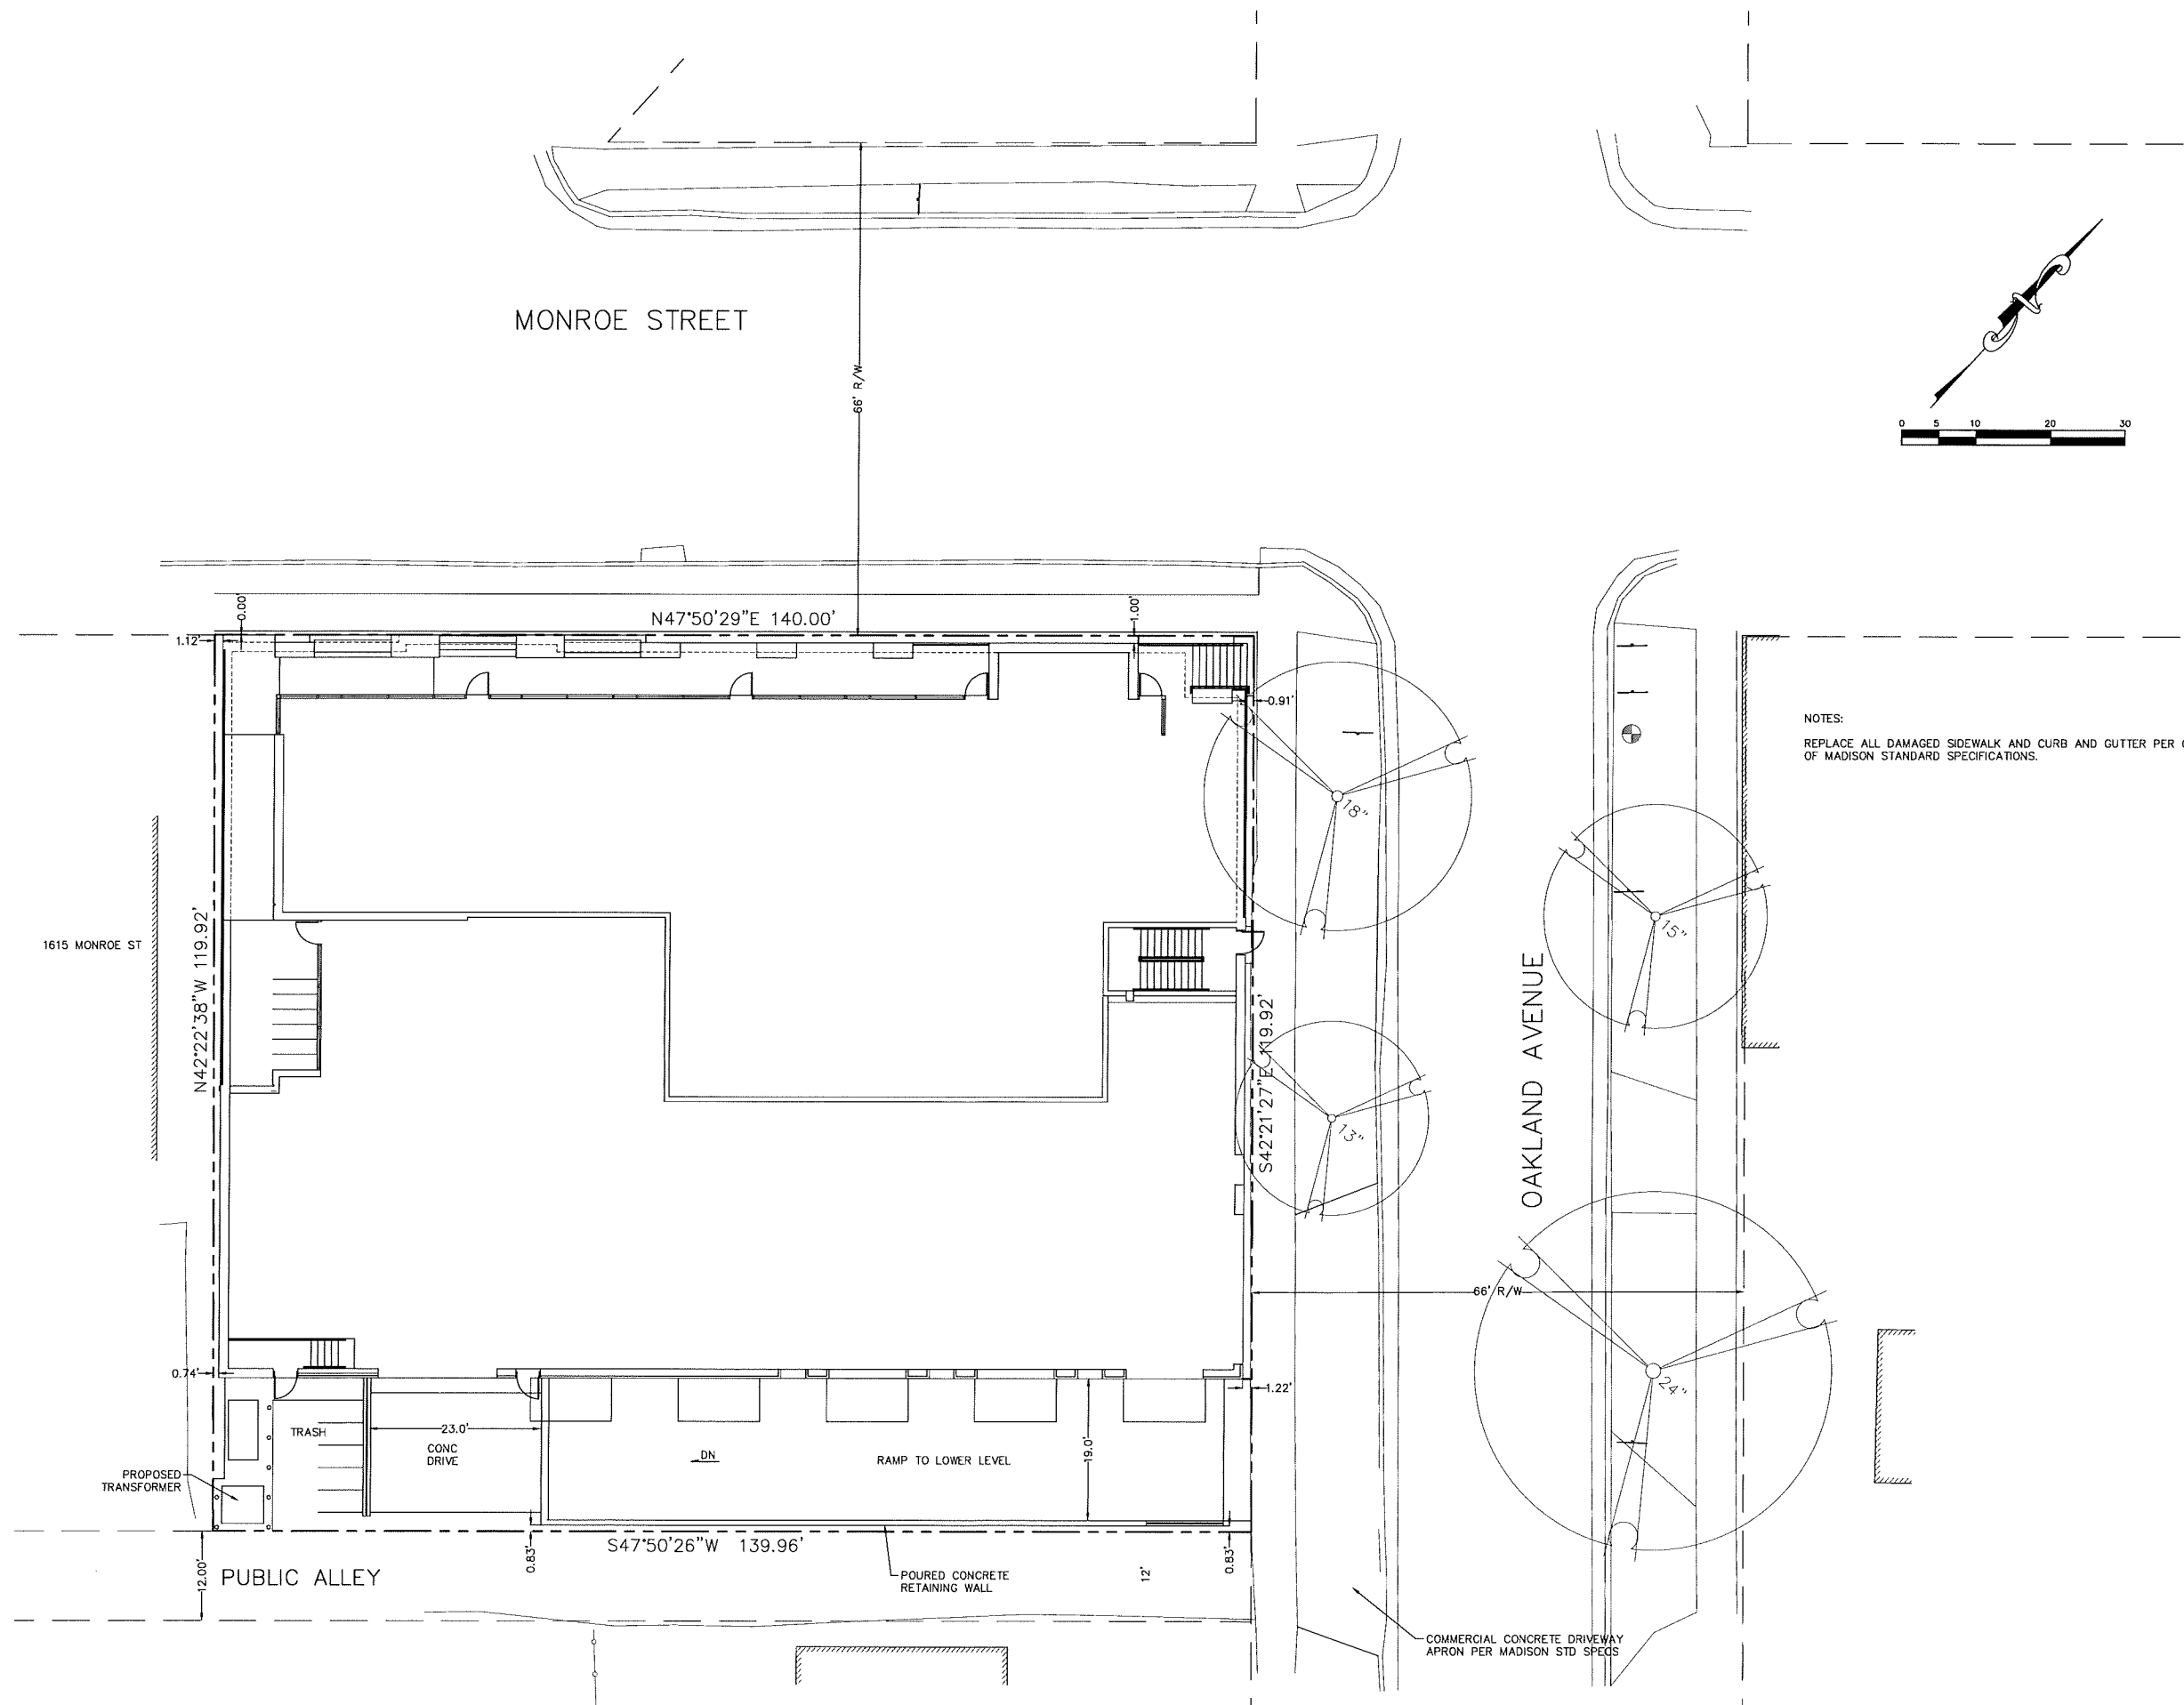 MONROE STREET
66' R/W
0 5 10 20 30
0.00'
1.12'
N47°50'29"E 140.00'
1.00'
0.91'
NOTES:
REPLACE ALL DAMAGED SIDEWALK AND CURB AND GUTTER PER
OF MADISON STANDARD SPECIFICATIONS.
18"
15"
1615 MONROE ST
N42°22'38"W 119.92'
S42°21'27"E 119.92'
OAKLAND AVENUE
13"
66' R/W
24"
0.74'
1.22'
TRASH
23.0'
CONC
DRIVE
DN
RAMP TO LOWER LEVEL
19.0'
PROPOSED
TRANSFORMER
S47°50'26"W 139.96'
0.83'
0.83'
12.00'
PUBLIC ALLEY
POURED CONCRETE
RETAINING WALL
12'
COMMERCIAL CONCRETE DRIVEWAY
APRON PER MADISON STD SPECS